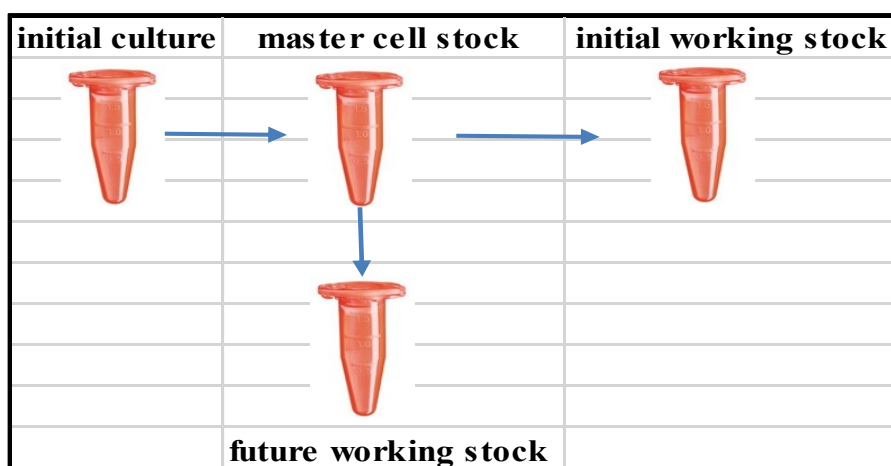 initial culture
master cell stock
initial working stock
future working stock